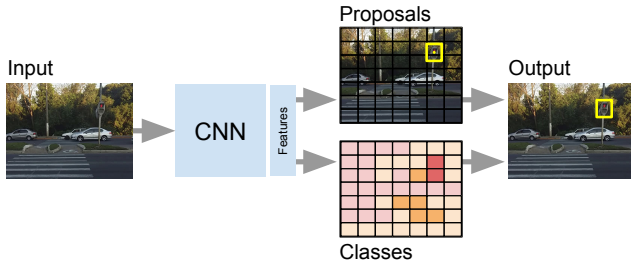 Proposals
Input
Output
CNN
Features
Classes